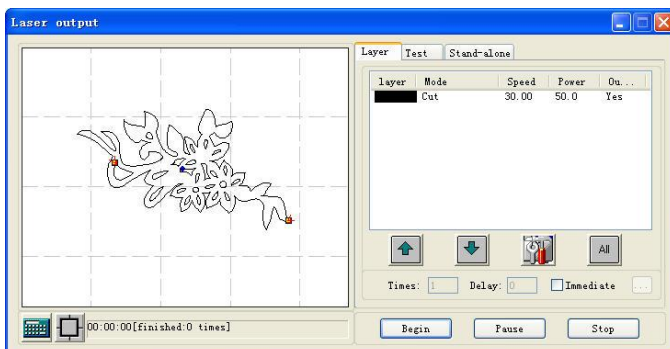 Laser output
Layer Test Stand-alone
layer Mode Speed Power Ou...
Cut 30.00 50.0 Yes
All
Times: 1 Delay: 0 Immediate ...
00:00:00[finished:0 times]
Begin Pause Stop